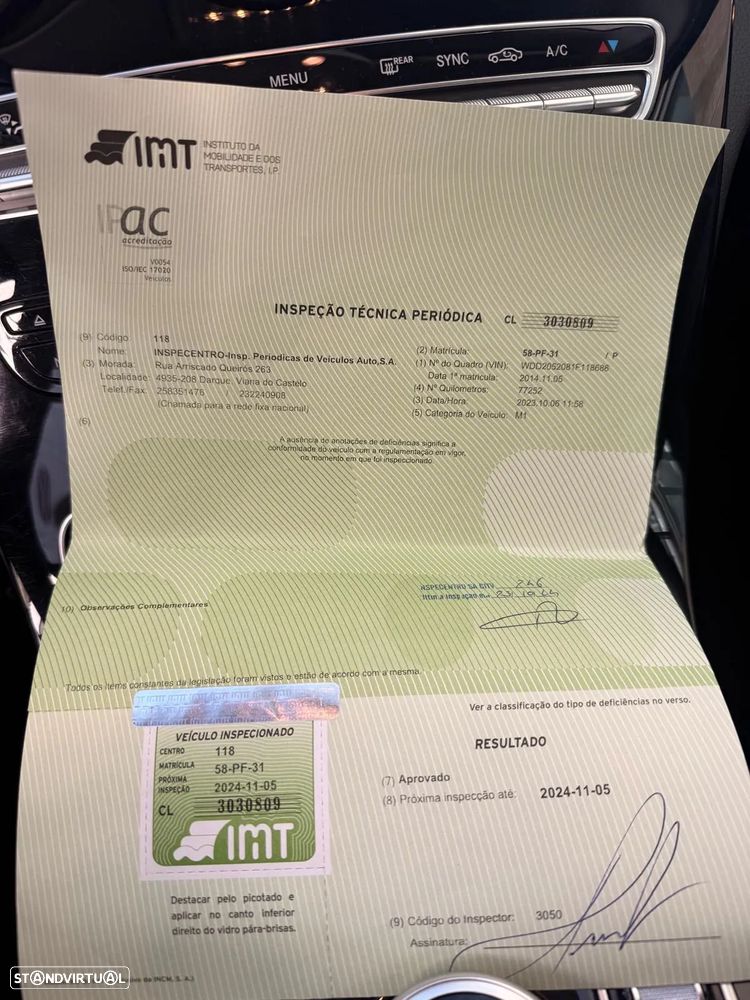 MENU
REAR
SYNC
A/C
IMT
INSTITUTO DA
MOBILIDADE E DOS
TRANSPORTES, I.P.
IPac
acreditação
V0054
ISO/IEC 17020
Veículos
INSPEÇÃO TÉCNICA PERIÓDICA CL 3030809
(9) Código 118
Nome: INSPECENTRO-Insp. Periodicas de Veiculos Auto,S.A.
(3) Morada: Rua Arriscado Queirós 263
Localidade: 4935-208 Darque, Viana do Castelo
Telef./Fax: 258351476 / 232240908
(Chamada para a rede fixa nacional)
(2) Matrícula: 58-PF-31 / P
(1) Nº do Quadro (VIN): WDD2052081F118686
Data 1ª matricula: 2014.11.05
(4) Nº Quilometros: 77252
(3) Data/Hora: 2023.10.06 11:58
(5) Categoria do Veículo: M1
(6)
A ausência de anotações de deficiências significa a
conformidade do veículo com a regulamentação em vigor,
no momento em que foi inspeccionado.
INSPECENTRO SA CITV 246
10) Observações Complementares
Todos os itens constantes da legislação foram vistos e estão de acordo com a mesma.
Ver a classificação do tipo de deficiências no verso.
VEÍCULO INSPECIONADO
CENTRO 118
MATRÍCULA 58-PF-31
PRÓXIMA
INSPEÇÃO 2024-11-05
CL 3030809
IMT
RESULTADO
(7) Aprovado
(8) Próxima inspecção até: 2024-11-05
Destacar pelo picotado e
aplicar no canto inferior
direito do vidro pára-brisas.
(9) Código do Inspector: 3050
Assinatura:
da INCM, S. A.)
STANDVIRTUAL